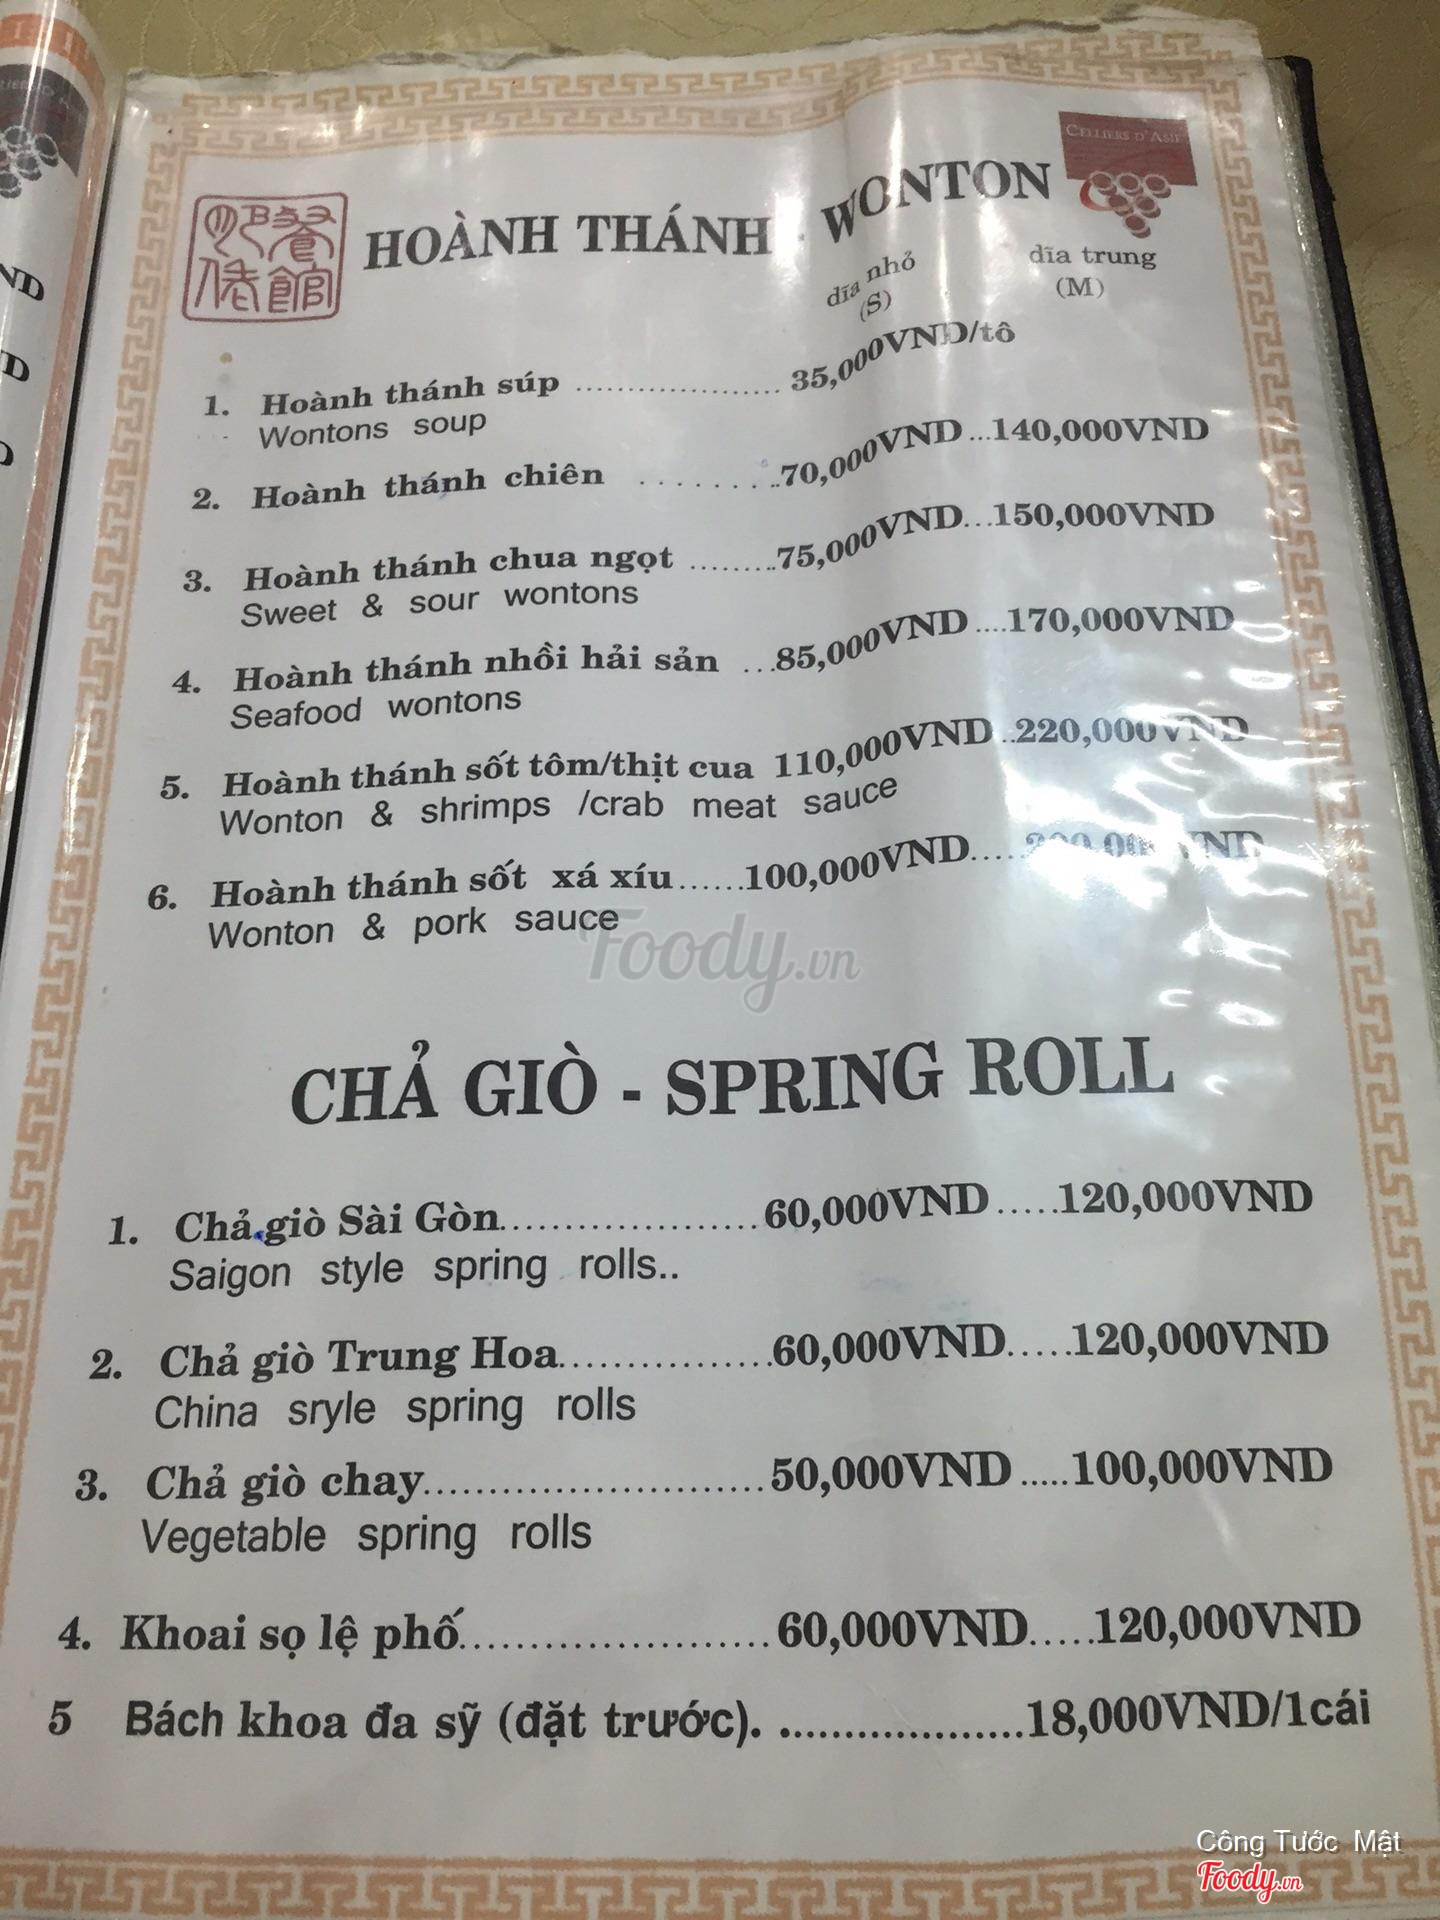 CELLIERS D'ASIE
HOÀNH THÁNH - WONTON
dĩa nhỏ dĩa trung
(S) (M)
1. Hoành thánh súp .................... 35,000VND/tô
Wontons soup
2. Hoành thánh chiên .........70,000VND ...140,000VND
3. Hoành thánh chua ngọt .........75,000VND...150,000VND
Sweet & sour wontons
4. Hoành thánh nhồi hải sản ...85,000VND ....170,000VND
Seafood wontons
5. Hoành thánh sốt tôm/thịt cua 110,000VND ..220,000VND
Wonton & shrimps /crab meat sauce
6. Hoành thánh sốt xá xíu......100,000VND....200,000VND
Wonton & pork sauce
Foody.vn
CHẢ GIÒ - SPRING ROLL
1. Chả giò Sài Gòn....................60,000VND.....120,000VND
Saigon style spring rolls..
2. Chả giò Trung Hoa................60,000VND.....120,000VND
China sryle spring rolls
3. Chả giò chay..........................50,000VND.....100,000VND
Vegetable spring rolls
4. Khoai sọ lệ phố.......................60,000VND.....120,000VND
5 Bách khoa đa sỹ (đặt trước). ...................18,000VND/1cái
Công Tước Mật
Foody.vn